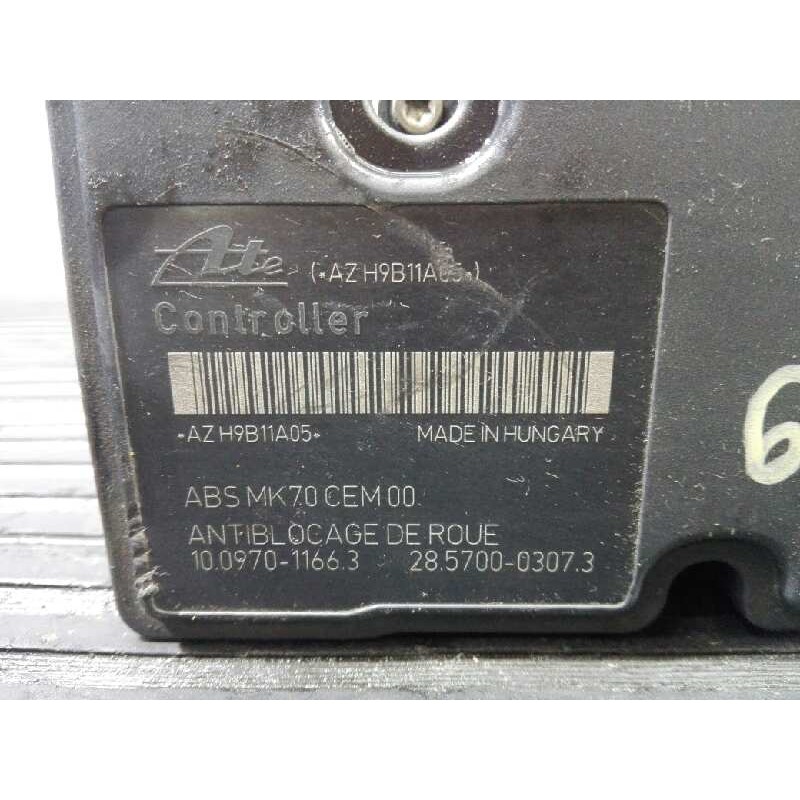 Ate (*AZ H9B11A05*)
Controller
*AZ H9B11A05* MADE IN HUNGARY
ABS MK70 CEM 00
ANTIBLOCAGE DE ROUE
10.0970-1166.3 28.5700-0307.3
6